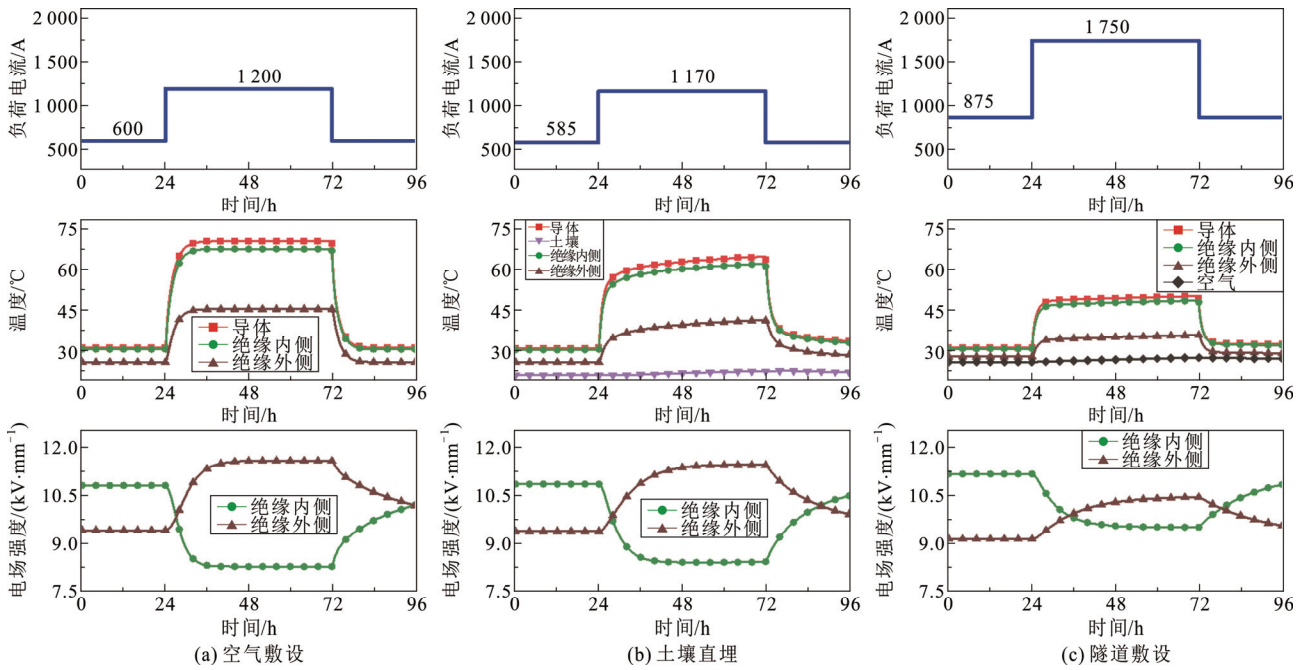 负荷电流/A
2 000
1 500
1 000
500
1 200
600
0 24 48 72 96
时间/h
温度/℃
75
60
45
30
导体
绝缘内侧
绝缘外侧
0 24 48 72 96
时间/h
电场强度/(kV·mm⁻¹)
12.0
10.5
9.0
7.5
绝缘内侧
绝缘外侧
0 24 48 72 96
时间/h
(a) 空气敷设
负荷电流/A
2 000
1 500
1 000
500
1 170
585
0 24 48 72 96
时间/h
温度/℃
75
60
45
30
导体
土壤
绝缘内侧
绝缘外侧
0 24 48 72 96
时间/h
电场强度/(kV·mm⁻¹)
12.0
10.5
9.0
7.5
绝缘内侧
绝缘外侧
0 24 48 72 96
时间/h
(b) 土壤直埋
负荷电流/A
2 000
1 500
1 000
500
1 750
875
0 24 48 72 96
时间/h
温度/℃
75
60
45
30
导体
绝缘内侧
绝缘外侧
空气
0 24 48 72 96
时间/h
电场强度/(kV·mm⁻¹)
12.0
10.5
9.0
7.5
绝缘内侧
绝缘外侧
0 24 48 72 96
时间/h
(c) 隧道敷设